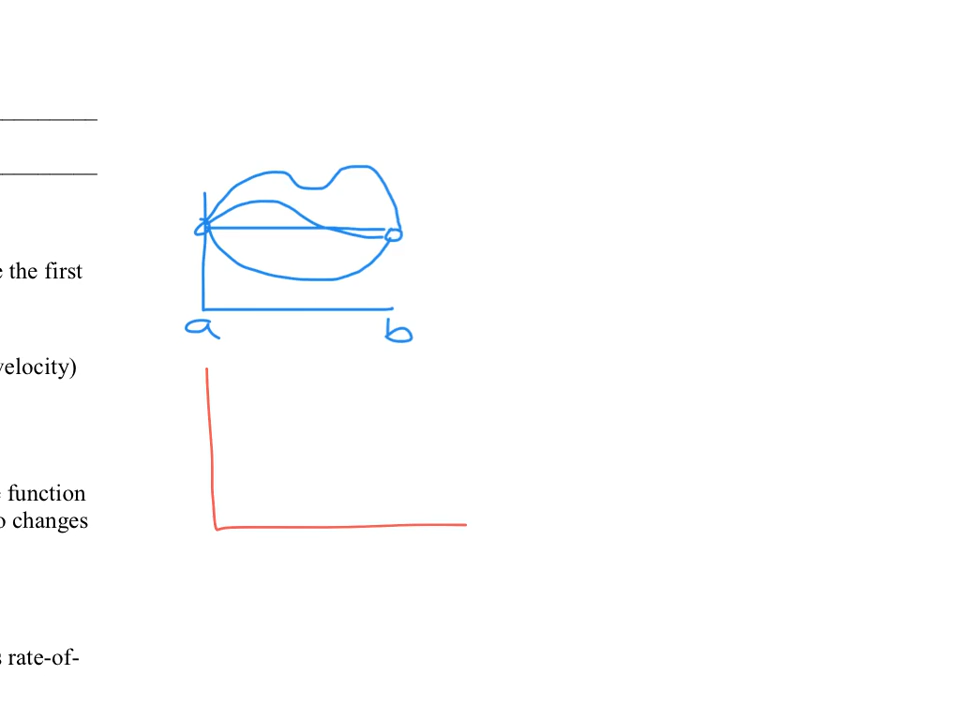 the first
a b
velocity)
function
changes
rate-of-